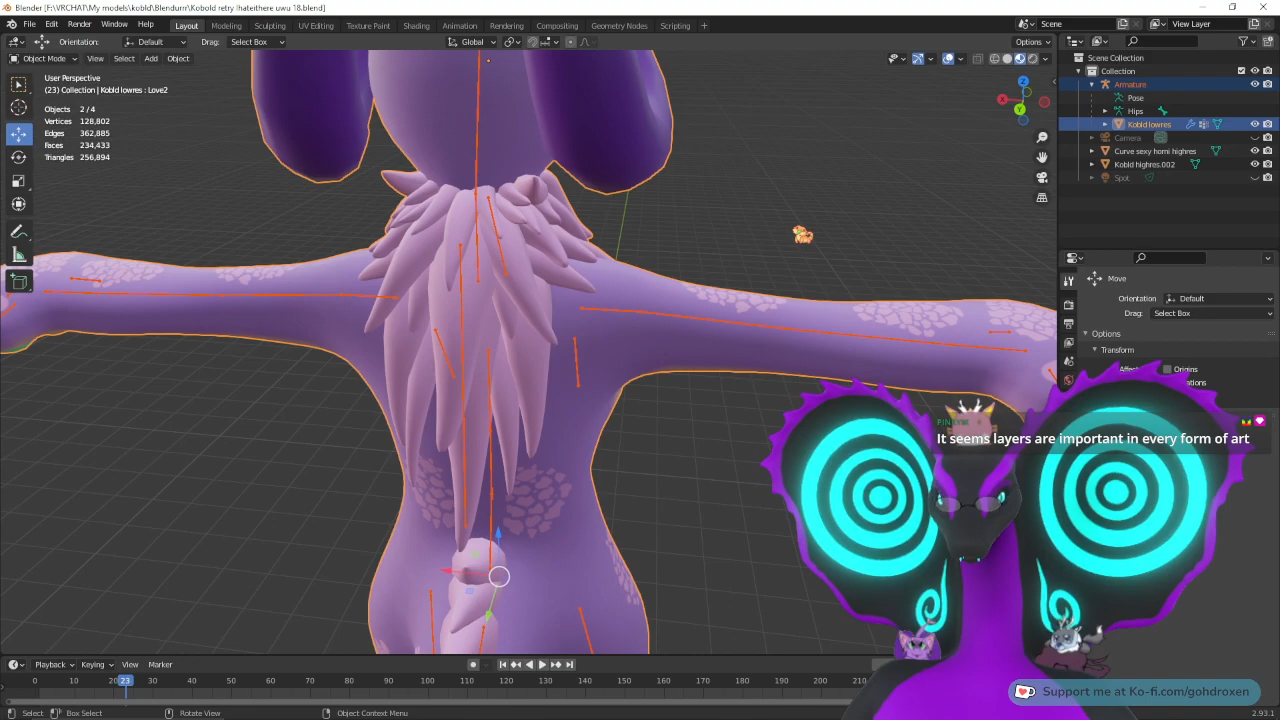 Blender [F:\VRCHAT\My models\kobld\Blendurn\Kobold retry Ihateithere uwu 18.blend]
File Edit Render Window Help Layout Modeling Sculpting UV Editing Texture Paint Shading Animation Rendering Compositing Geometry Nodes Scripting
Scene
View Layer
Orientation: Default Drag: Select Box Global Options
Object Mode View Select Add Object
User Perspective
(23) Collection | Kobld lowres : Love2
Objects 2/4
Vertices 128,802
Edges 362,885
Faces 234,433
Triangles 256,894
X
Y
Z
Scene Collection
Collection
Armature
Pose
Hips
Kobld lowres
Camera
Curve sexy homi highres
Kobld highres.002
Spot
Move
Orientation Default
Drag: Select Box
Options
Transform
Origins
It seems layers are important in every form of art
Support me at Ko-fi.com/gohdroxen
Playback Keying View Marker
0 10 20 23 30 40 50 60 70 80 90 100 110 120 130 140 150 160 170 180 190 200 210
Select Box Select Rotate View Object Context Menu 2.93.1